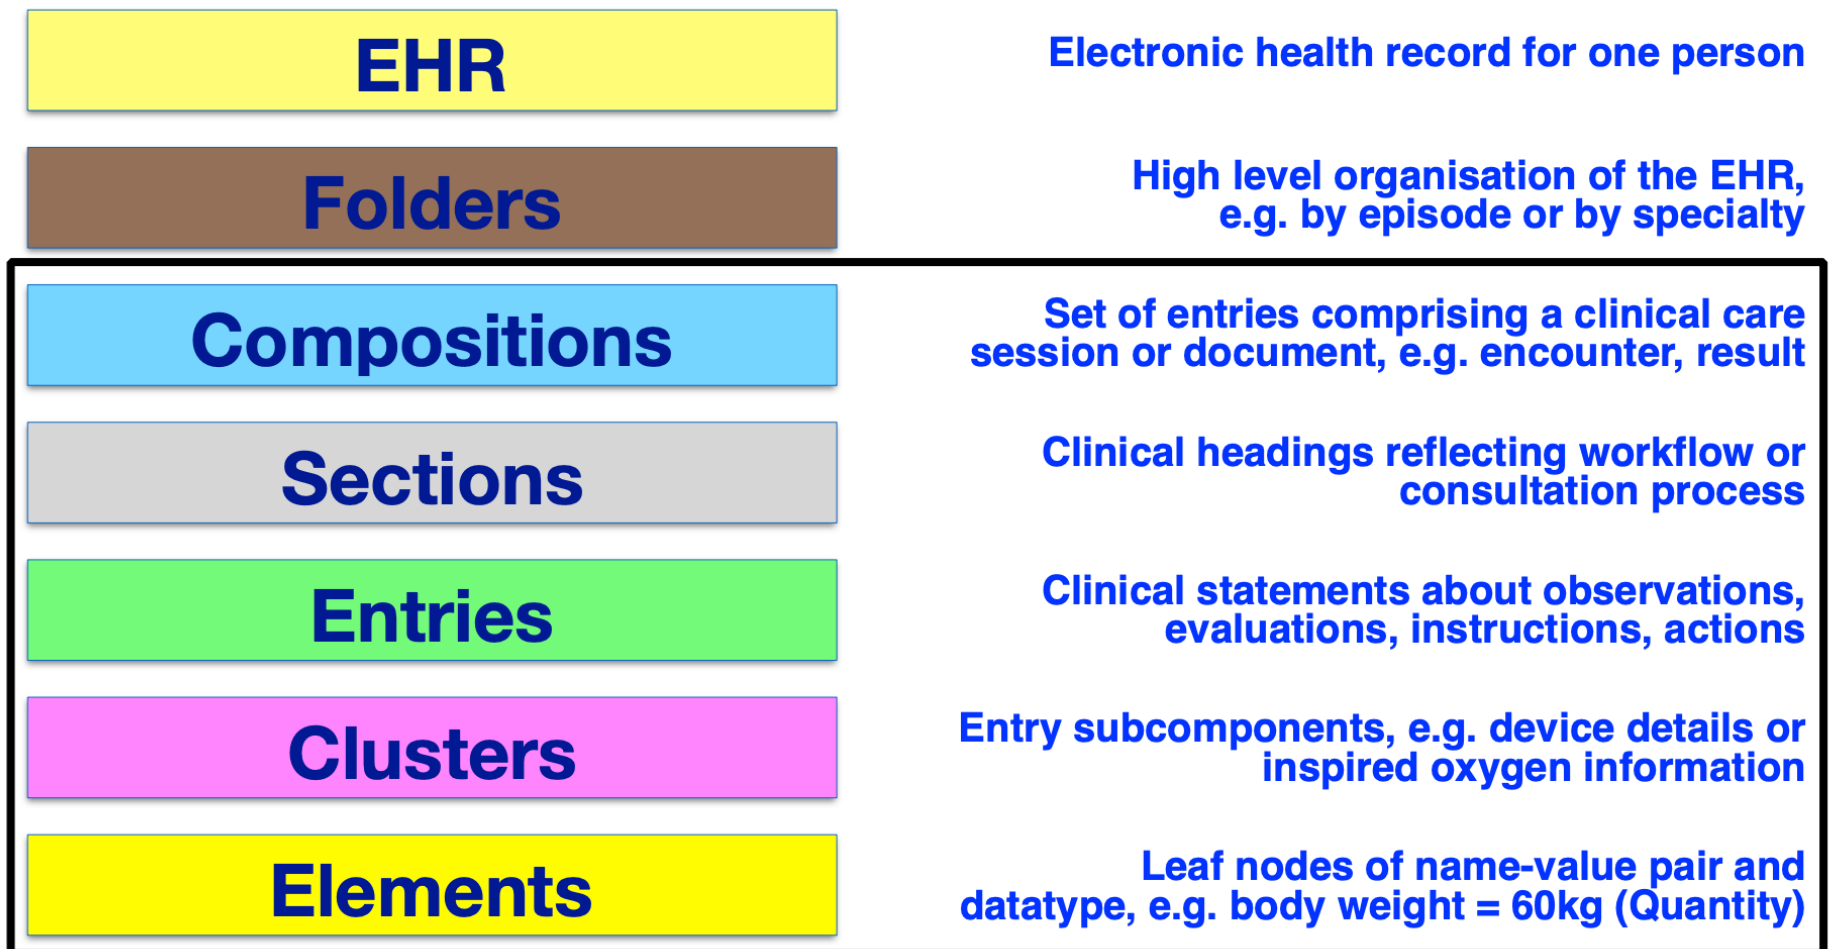 EHR
Electronic health record for one person
Folders
High level organisation of the EHR,
e.g. by episode or by specialty
Compositions
Set of entries comprising a clinical care
session or document, e.g. encounter, result
Sections
Clinical headings reflecting workflow or
consultation process
Entries
Clinical statements about observations,
evaluations, instructions, actions
Clusters
Entry subcomponents, e.g. device details or
inspired oxygen information
Elements
Leaf nodes of name-value pair and
datatype, e.g. body weight = 60kg (Quantity)